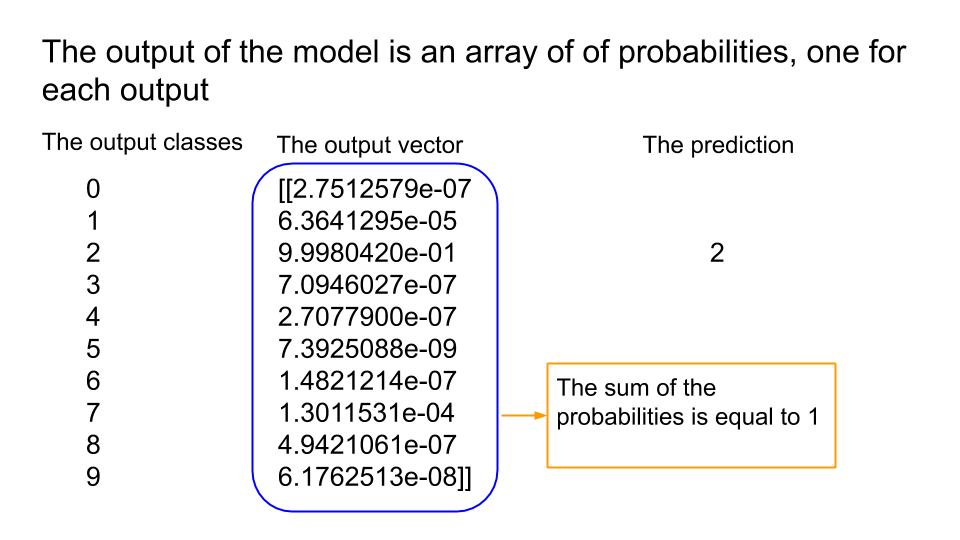 The output of the model is an array of of probabilities, one for
each output
The output classes The output vector The prediction
0 [[2.7512579e-07
1 6.3641295e-05
2 9.9980420e-01 2
3 7.0946027e-07
4 2.7077900e-07
5 7.3925088e-09
6 1.4821214e-07
The sum of the
7 1.3011531e-04 probabilities is equal to 1
8 4.9421061e-07
9 6.1762513e-08]]